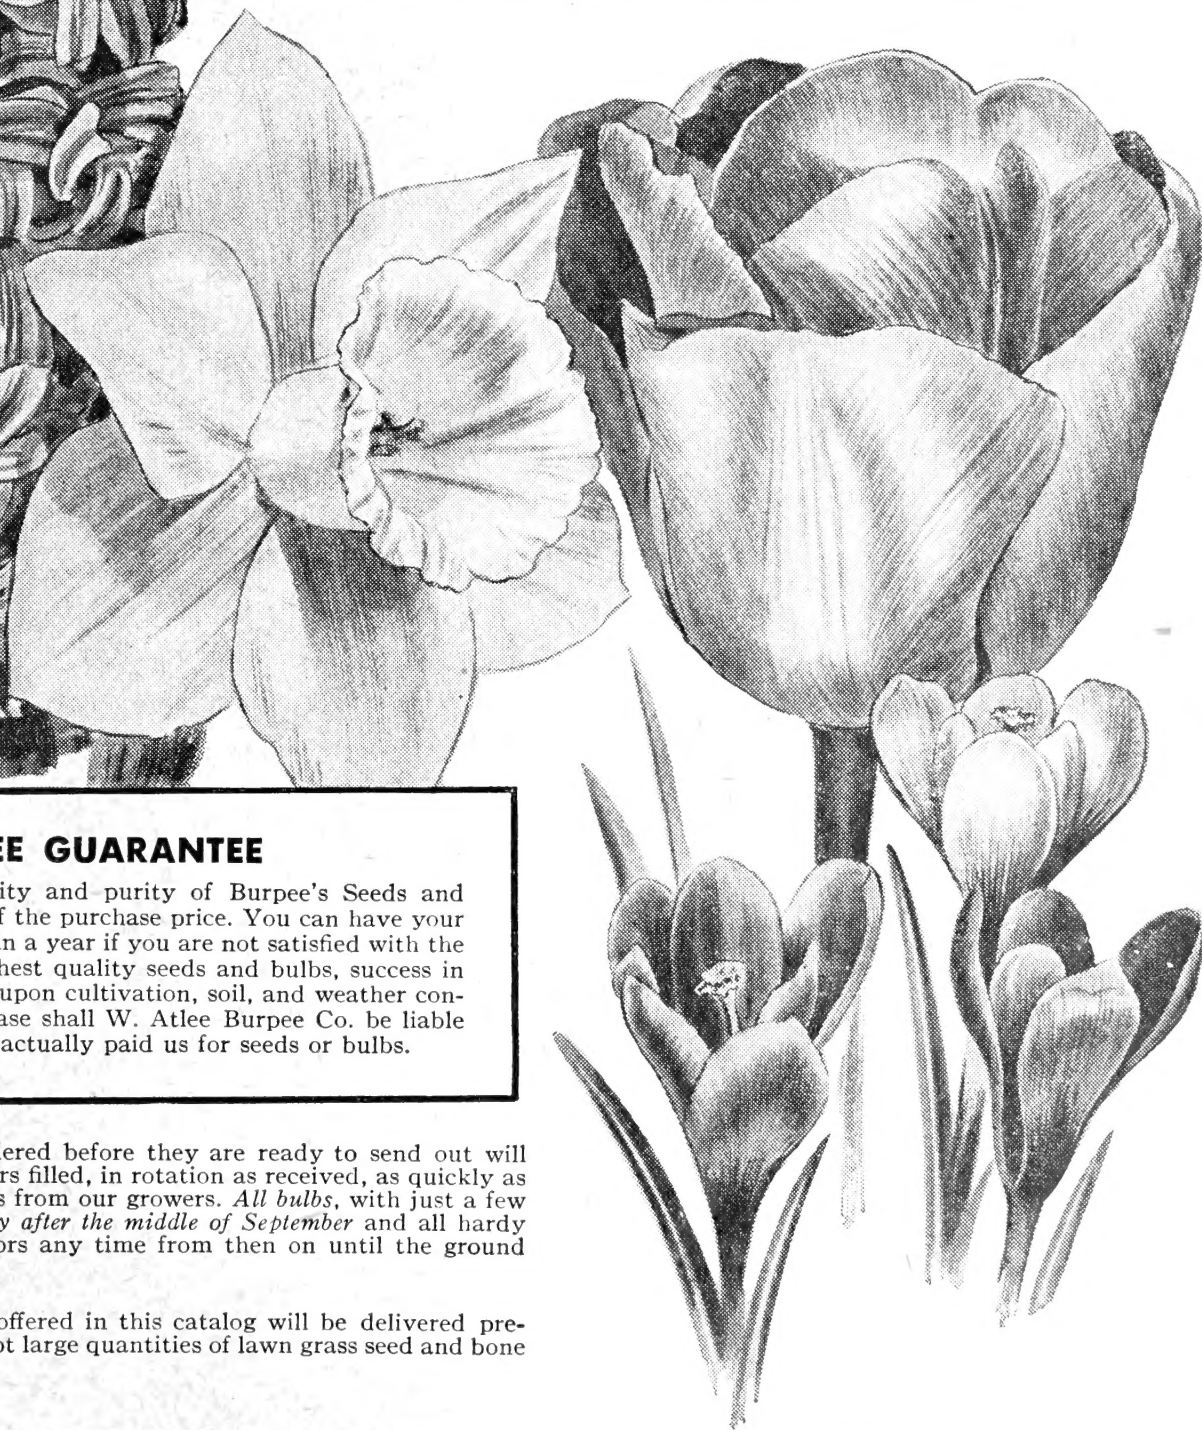 EE GUARANTEE
ity and purity of Burpee's Seeds and
f the purchase price. You can have your
n a year if you are not satisfied with the
hest quality seeds and bulbs, success in
upon cultivation, soil, and weather con-
ase shall W. Atlee Burpee Co. be liable
actually paid us for seeds or bulbs.
ered before they are ready to send out will
rs filled, in rotation as received, as quickly as
s from our growers. All bulbs, with just a few
y after the middle of September and all hardy
ors any time from then on until the ground
offered in this catalog will be delivered pre-
pt large quantities of lawn grass seed and bone